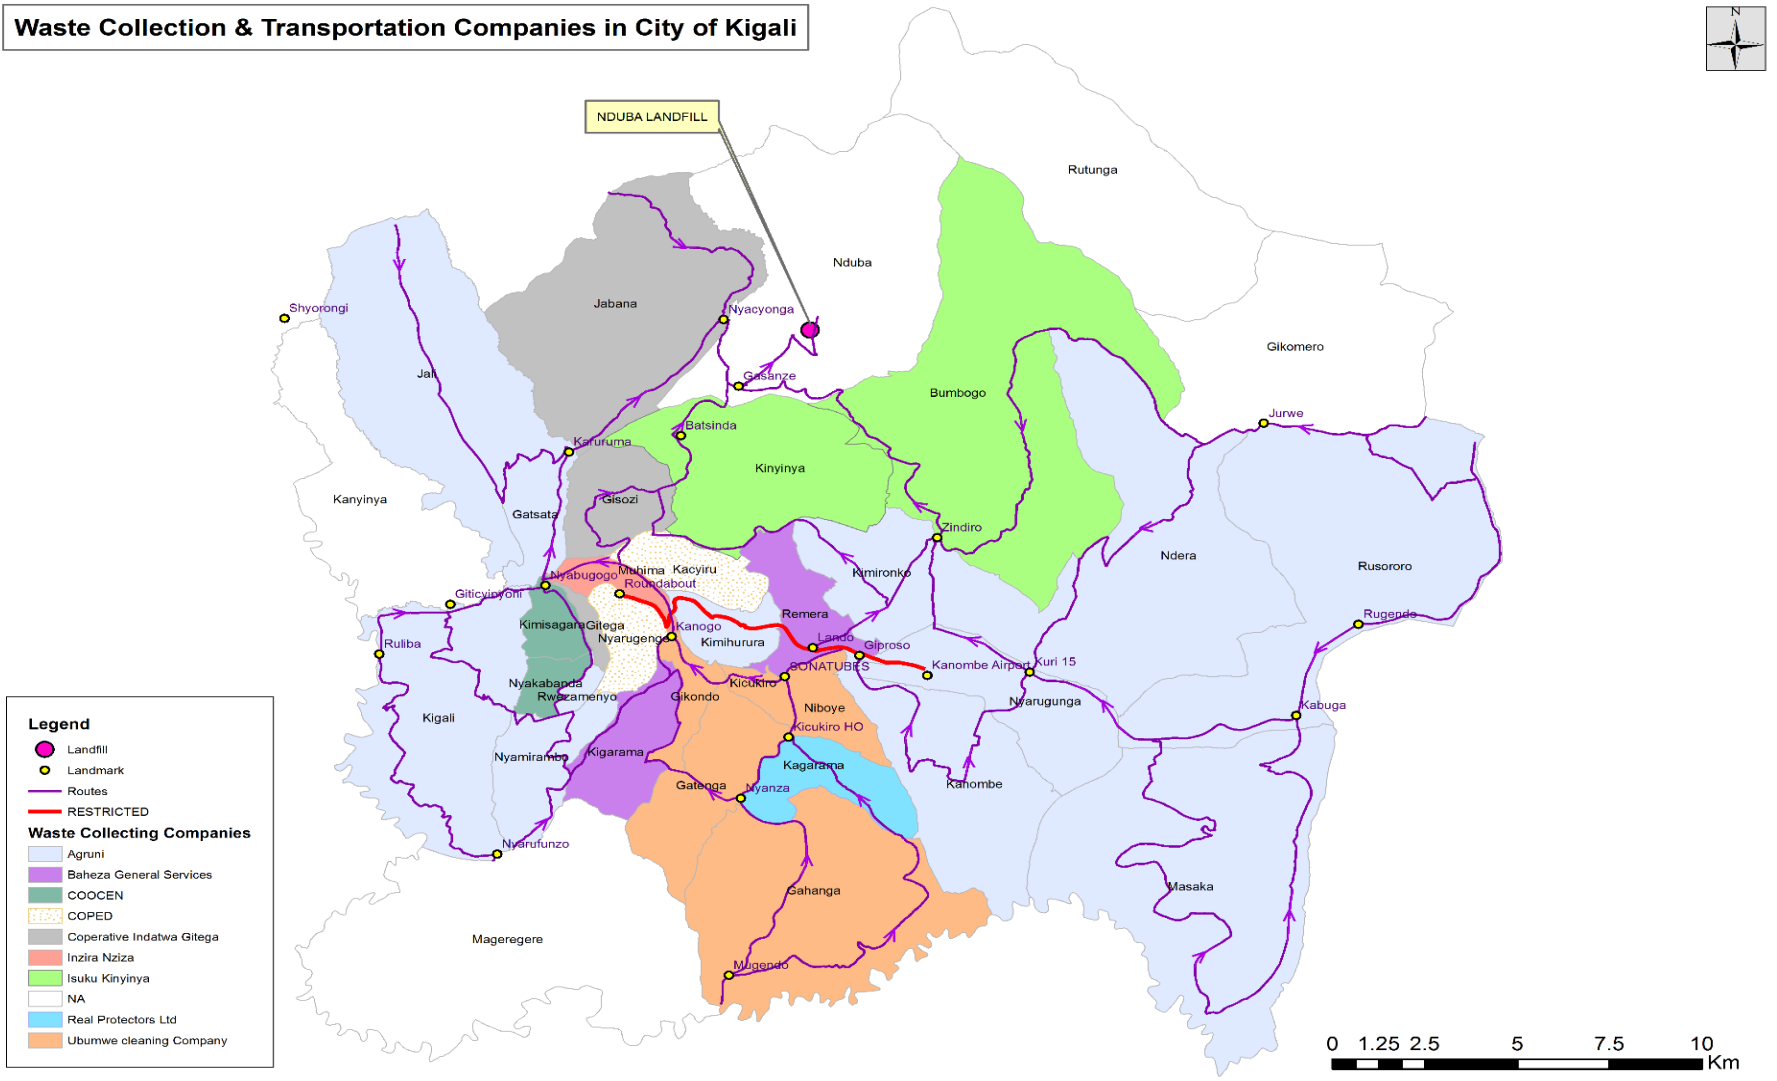 Waste Collection & Transportation Companies in City of Kigali
N
NDUBA LANDFILL
Rutunga
Nduba
Jabana
Shyorongi
Nyacyonga
Gikomero
Jali
Gasanze
Bumbogo
Jurwe
Batsinda
Karuruma
Kinyinya
Kanyinya
Gisozi
Gatsata
Zindiro
Ndera
Rusororo
Kimironko
Muhima
Kacyiru
Nyabugogo
Roundabout
Giticyinyoni
Remera
Rugende
Kimisagara
Gitega
Kanogo
Nyarugenge
Kimihurura
Lando
Giproso
Ruliba
SONATUBES
Kanombe Airport
Kuri 15
Nyakabanda
Kicukiro
Rwezamenyo
Gikondo
Nyarugunga
Niboye
Kabuga
Kigali
Kicukiro HO
Nyamirambo
Kigarama
Kagarama
Gatenga
Nyanza
Kanombe
Nyarufunzo
Masaka
Gahanga
Mageregere
Mugendo
Legend
Landfill
Landmark
Routes
RESTRICTED
Waste Collecting Companies
Agruni
Baheza General Services
COOCEN
COPED
Coperative Indatwa Gitega
Inzira Nziza
Isuku Kinyinya
NA
Real Protectors Ltd
Ubumwe cleaning Company
0 1.25 2.5 5 7.5 10
Km